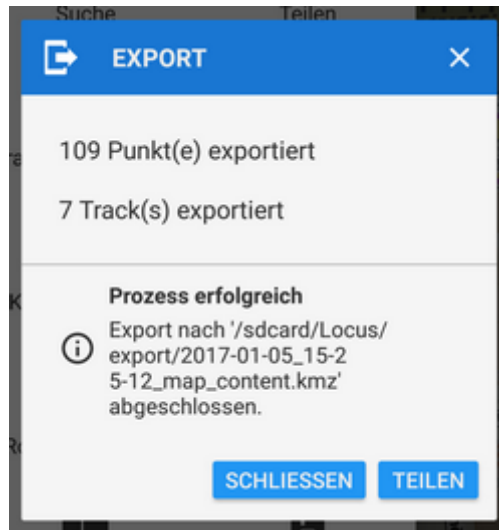 Suche Teilen
EXPORT
109 Punkt(e) exportiert
7 Track(s) exportiert
Prozess erfolgreich
Export nach '/sdcard/Locus/
export/2017-01-05_15-2
5-12_map_content.kmz'
abgeschlossen.
SCHLIESSEN TEILEN